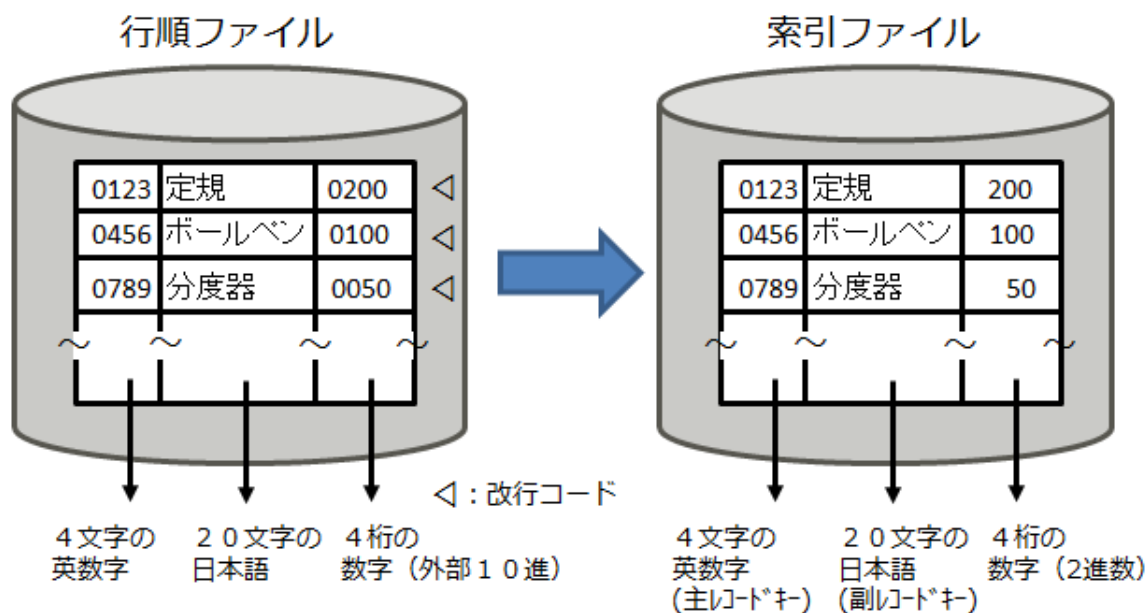 行順ファイル
0123 定規 0200 ◁
0456 ボールペン 0100 ◁
0789 分度器 0050 ◁
～ ～ ～ ～
◁：改行コード
４文字の
英数字
２０文字の
日本語
４桁の
数字（外部１０進）
索引ファイル
0123 定規 200
0456 ボールペン 100
0789 分度器 50
～ ～ ～ ～
４文字の
英数字
(主ﾚｺｰﾄﾞｷｰ)
２０文字の
日本語
(副ﾚｺｰﾄﾞｷｰ)
４桁の
数字（2進数）